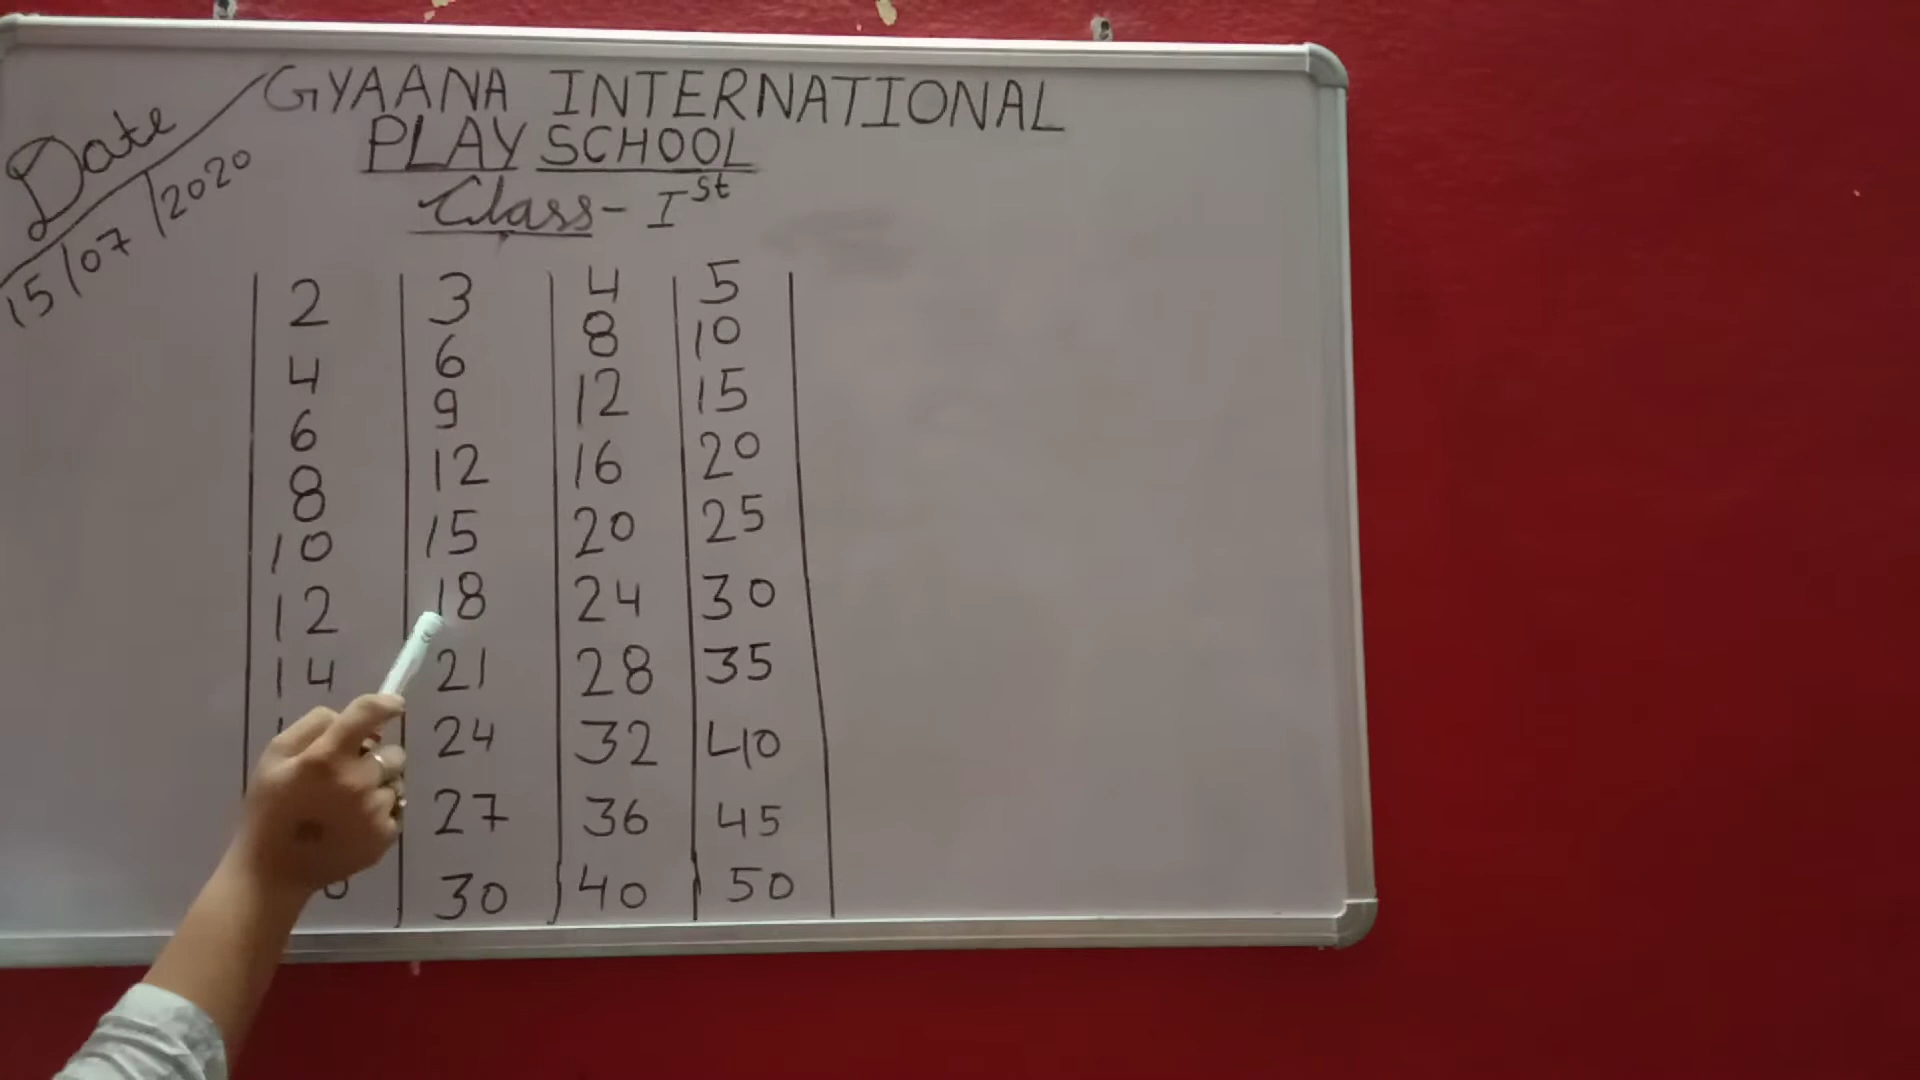 GYAANA INTERNATIONAL
PLAY SCHOOL
Class - Ist
Date
15/07/2020
2 3 4 5
4 6 8 10
6 9 12 15
8 12 16 20
10 15 20 25
12 18 24 30
14 21 28 35
24 32 40
27 36 45
30 40 50